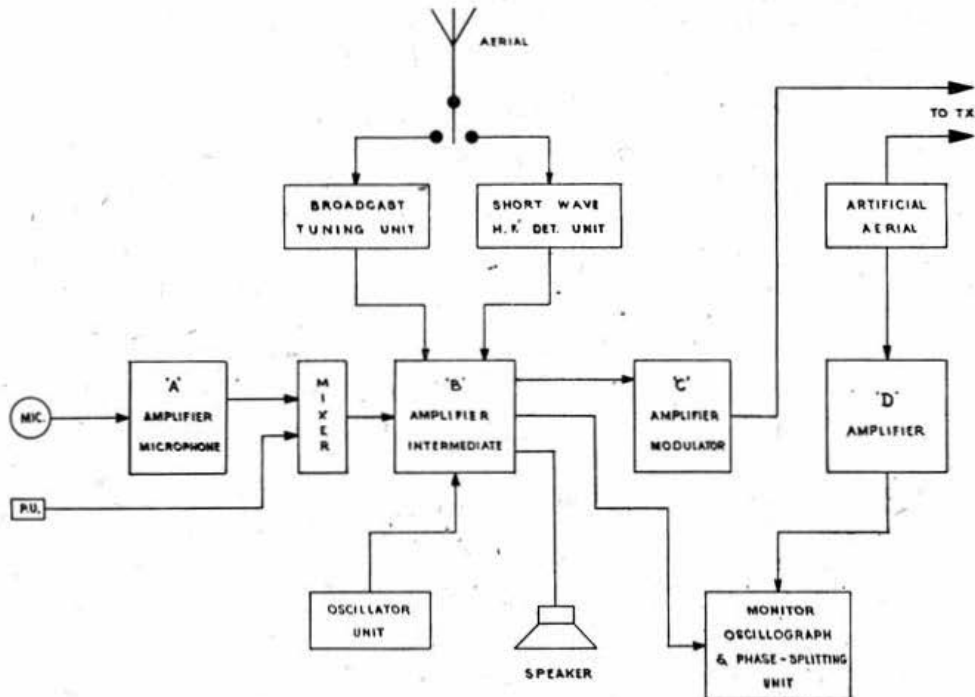 AERIAL
TO TX
BROADCAST
TUNING UNIT
SHORT WAVE
H.F. DET. UNIT
ARTIFICIAL
AERIAL
MIC.
"A"
AMPLIFIER
MICROPHONE
MIXER
"B"
AMPLIFIER
INTERMEDIATE
"C"
AMPLIFIER
MODULATOR
"D"
AMPLIFIER
P.U.
OSCILLATOR
UNIT
SPEAKER
MONITOR
OSCILLOGRAPH
& PHASE-SPLITTING
UNIT